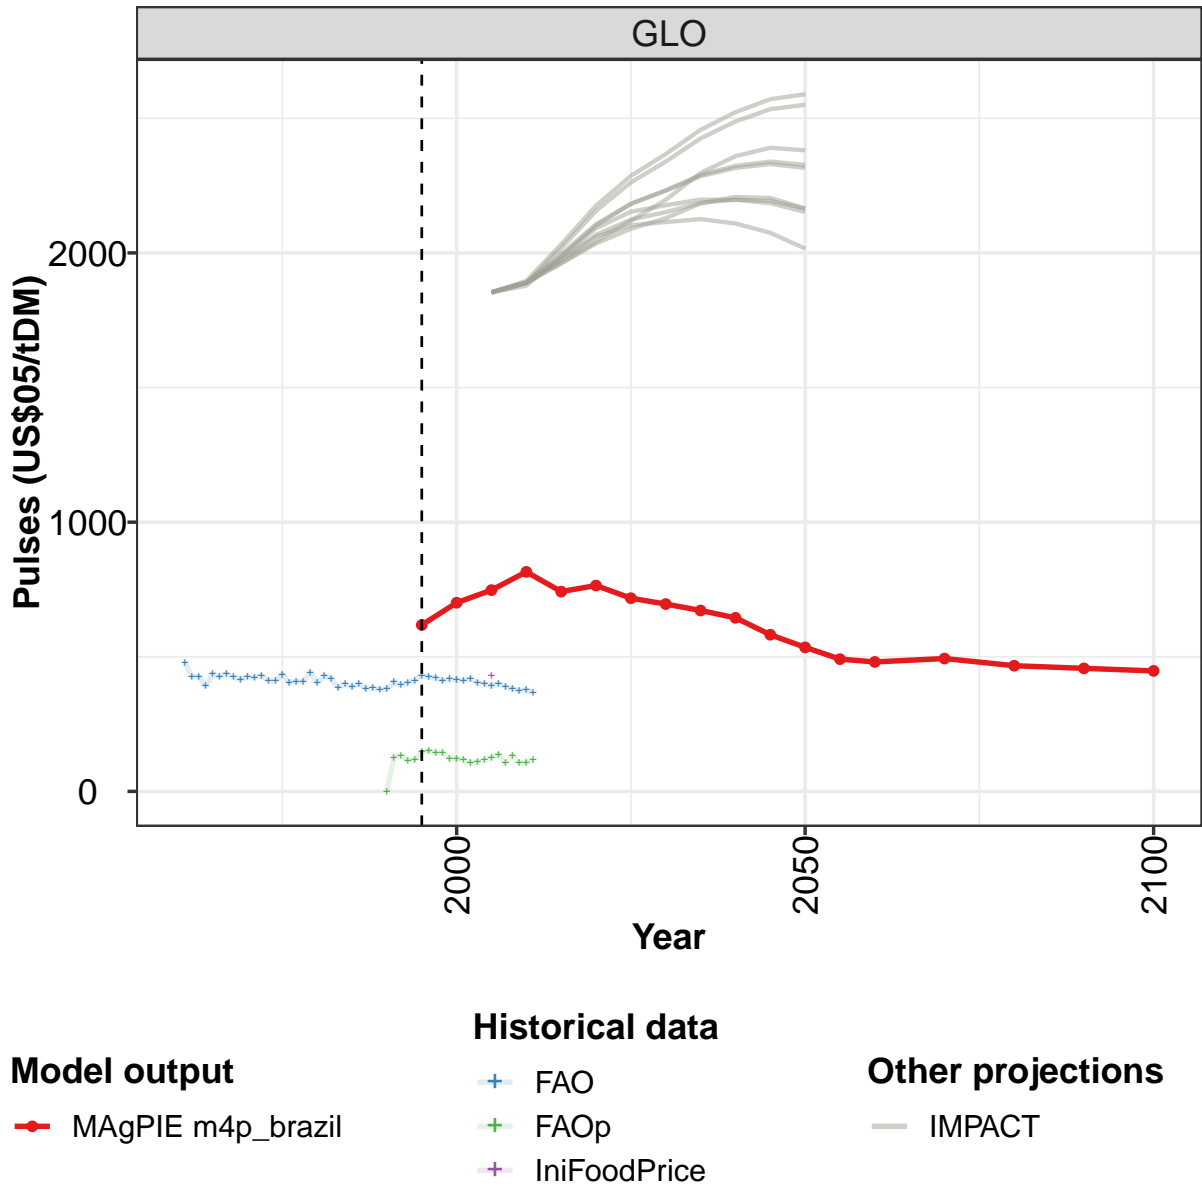 GLO
Pulses (US$05/tDM)
2000
1000
0
2000
2050
2100
Year
Model output
MAgPIE m4p_brazil
Historical data
FAO
FAOp
IniFoodPrice
Other projections
IMPACT